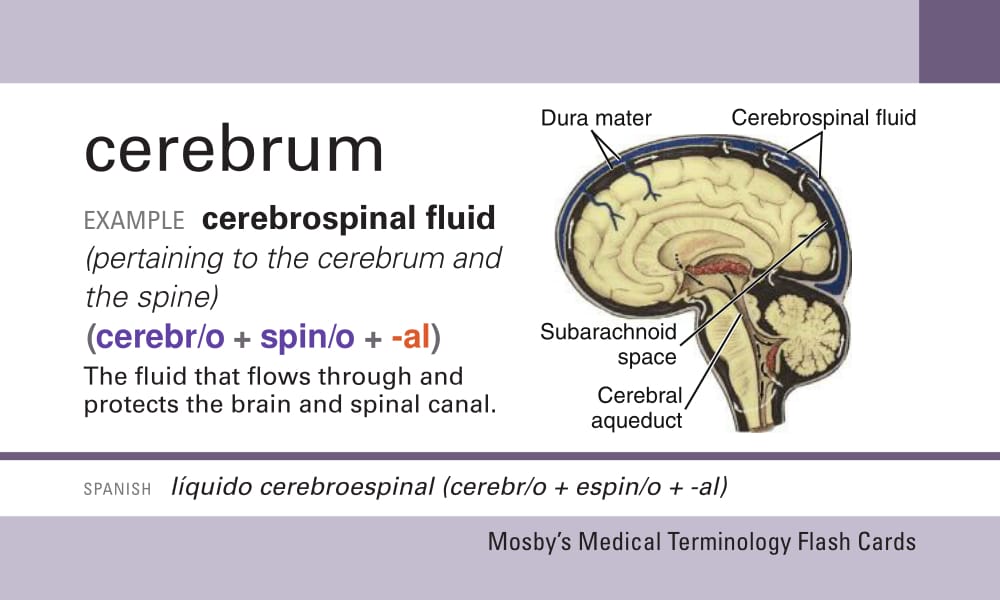 cerebrum
EXAMPLE cerebrospinal fluid
(pertaining to the cerebrum and
the spine)
(cerebr/o + spin/o + -al)
The fluid that flows through and
protects the brain and spinal canal.
Dura mater
Cerebrospinal fluid
Subarachnoid
space
Cerebral
aqueduct
SPANISH líquido cerebroespinal (cerebr/o + espin/o + -al)
Mosby’s Medical Terminology Flash Cards